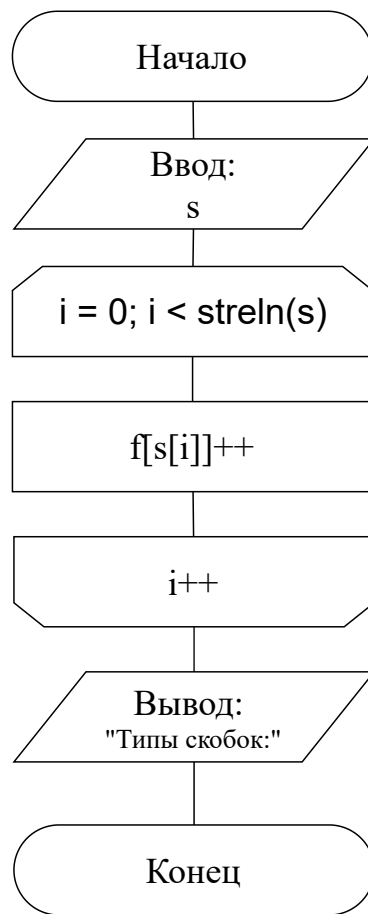 Начало
Ввод:
s
i = 0; i < streln(s)
f[s[i]]++
i++
Вывод:
"Типы скобок:"
Конец